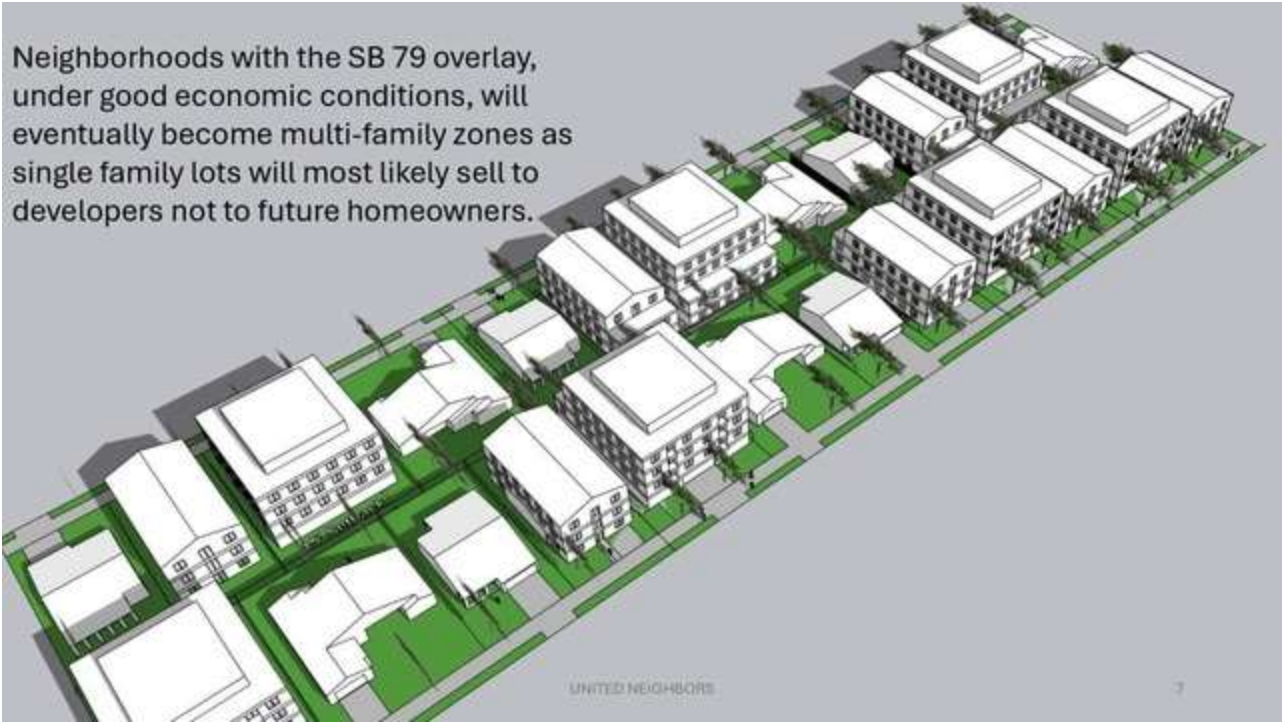 Neighborhoods with the SB 79 overlay,
under good economic conditions, will
eventually become multi-family zones as
single family lots will most likely sell to
developers not to future homeowners.
UNITED NEIGHBORS
7